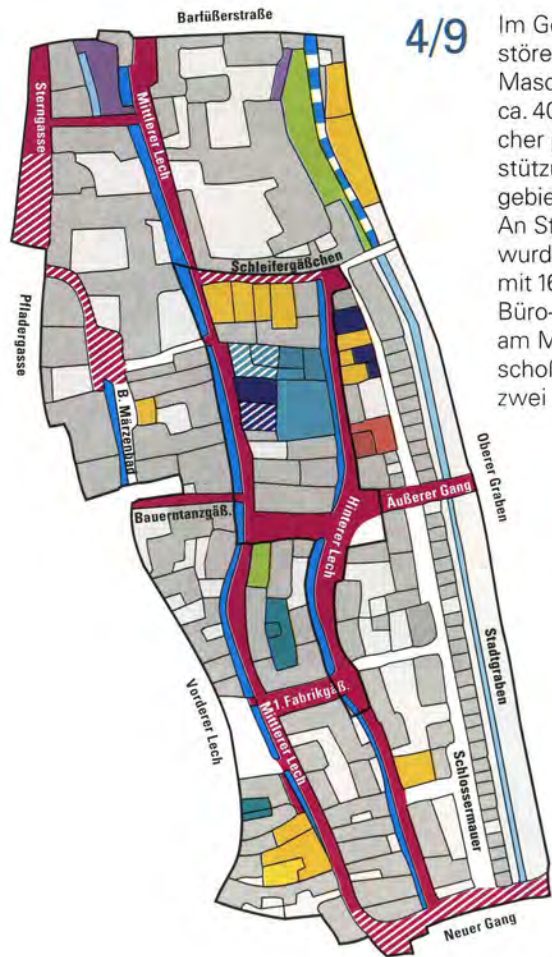 Barfüßerstraße
4/9
Im Ge
störe
Masc
ca. 40
cher
stützu
gebie
An St
wurd
mit 16
Büro-
am M
schoß
zwei
Sterngasse
Mittlerer Lech
Schleifergäßchen
Pfladergasse
B. Märzenbad
Oberer Graben
Äußerer Gang
Bauerntanzgäß.
Hinterer Lech
Stadtgraben
1. Fabrikgäß.
Vorderer Lech
Mittlerer Lech
Schlossermauer
Neuer Gang